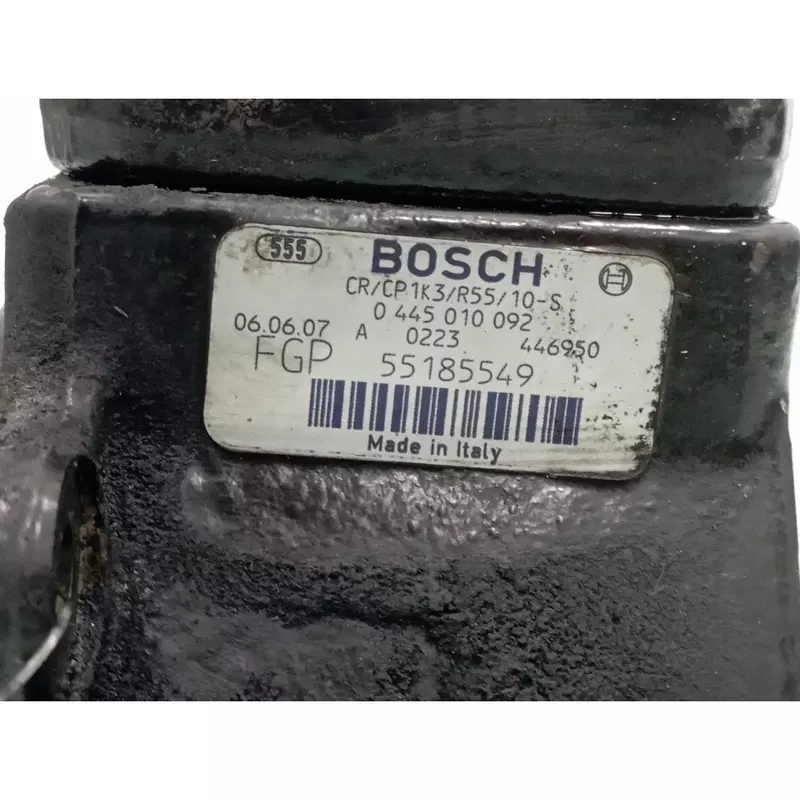 555 BOSCH
CR/CP1K3/R55/10-S
0 445 010 092
06.06.07 A 0223 446950
FGP 55185549
Made in Italy